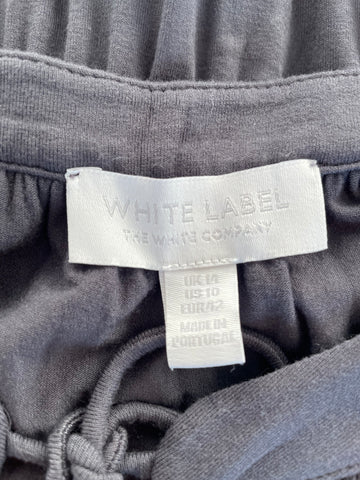 WHITE LABEL
THE WHITE COMPANY
UK 14
US 10
EUR 42
MADE IN
PORTUGAL